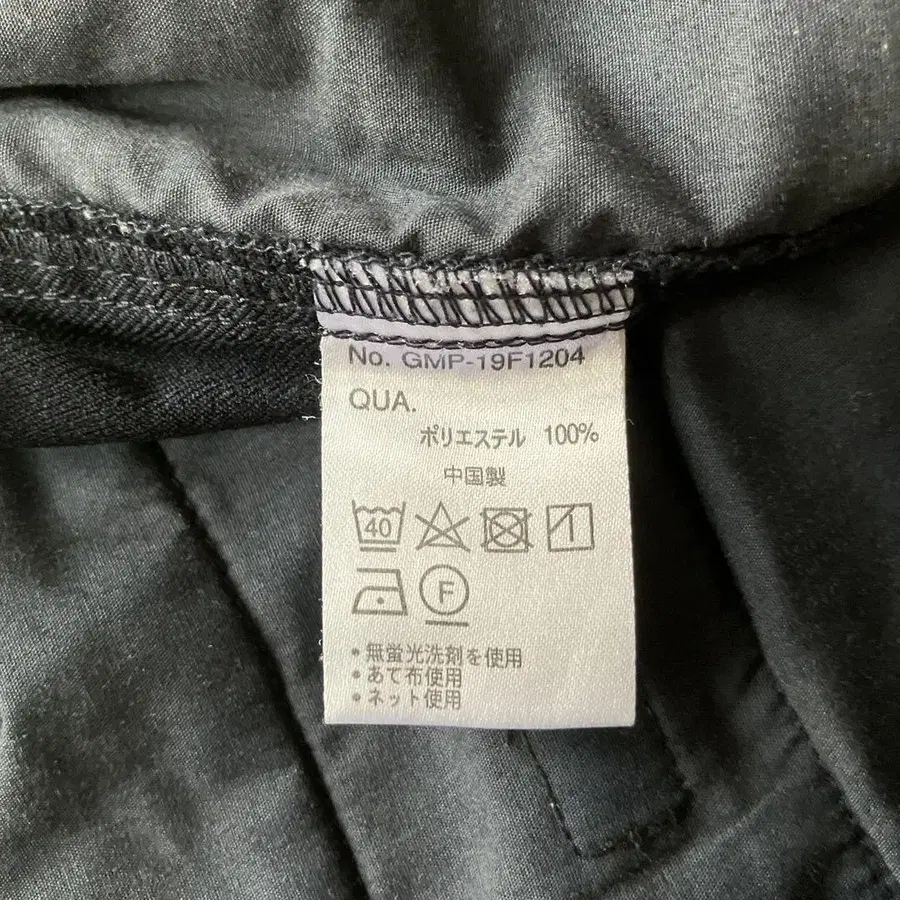 No. GMP-19F1204
QUA.
ポリエステル 100%
中国製
40
F
・無蛍光洗剤を使用
・あて布使用
・ネット使用